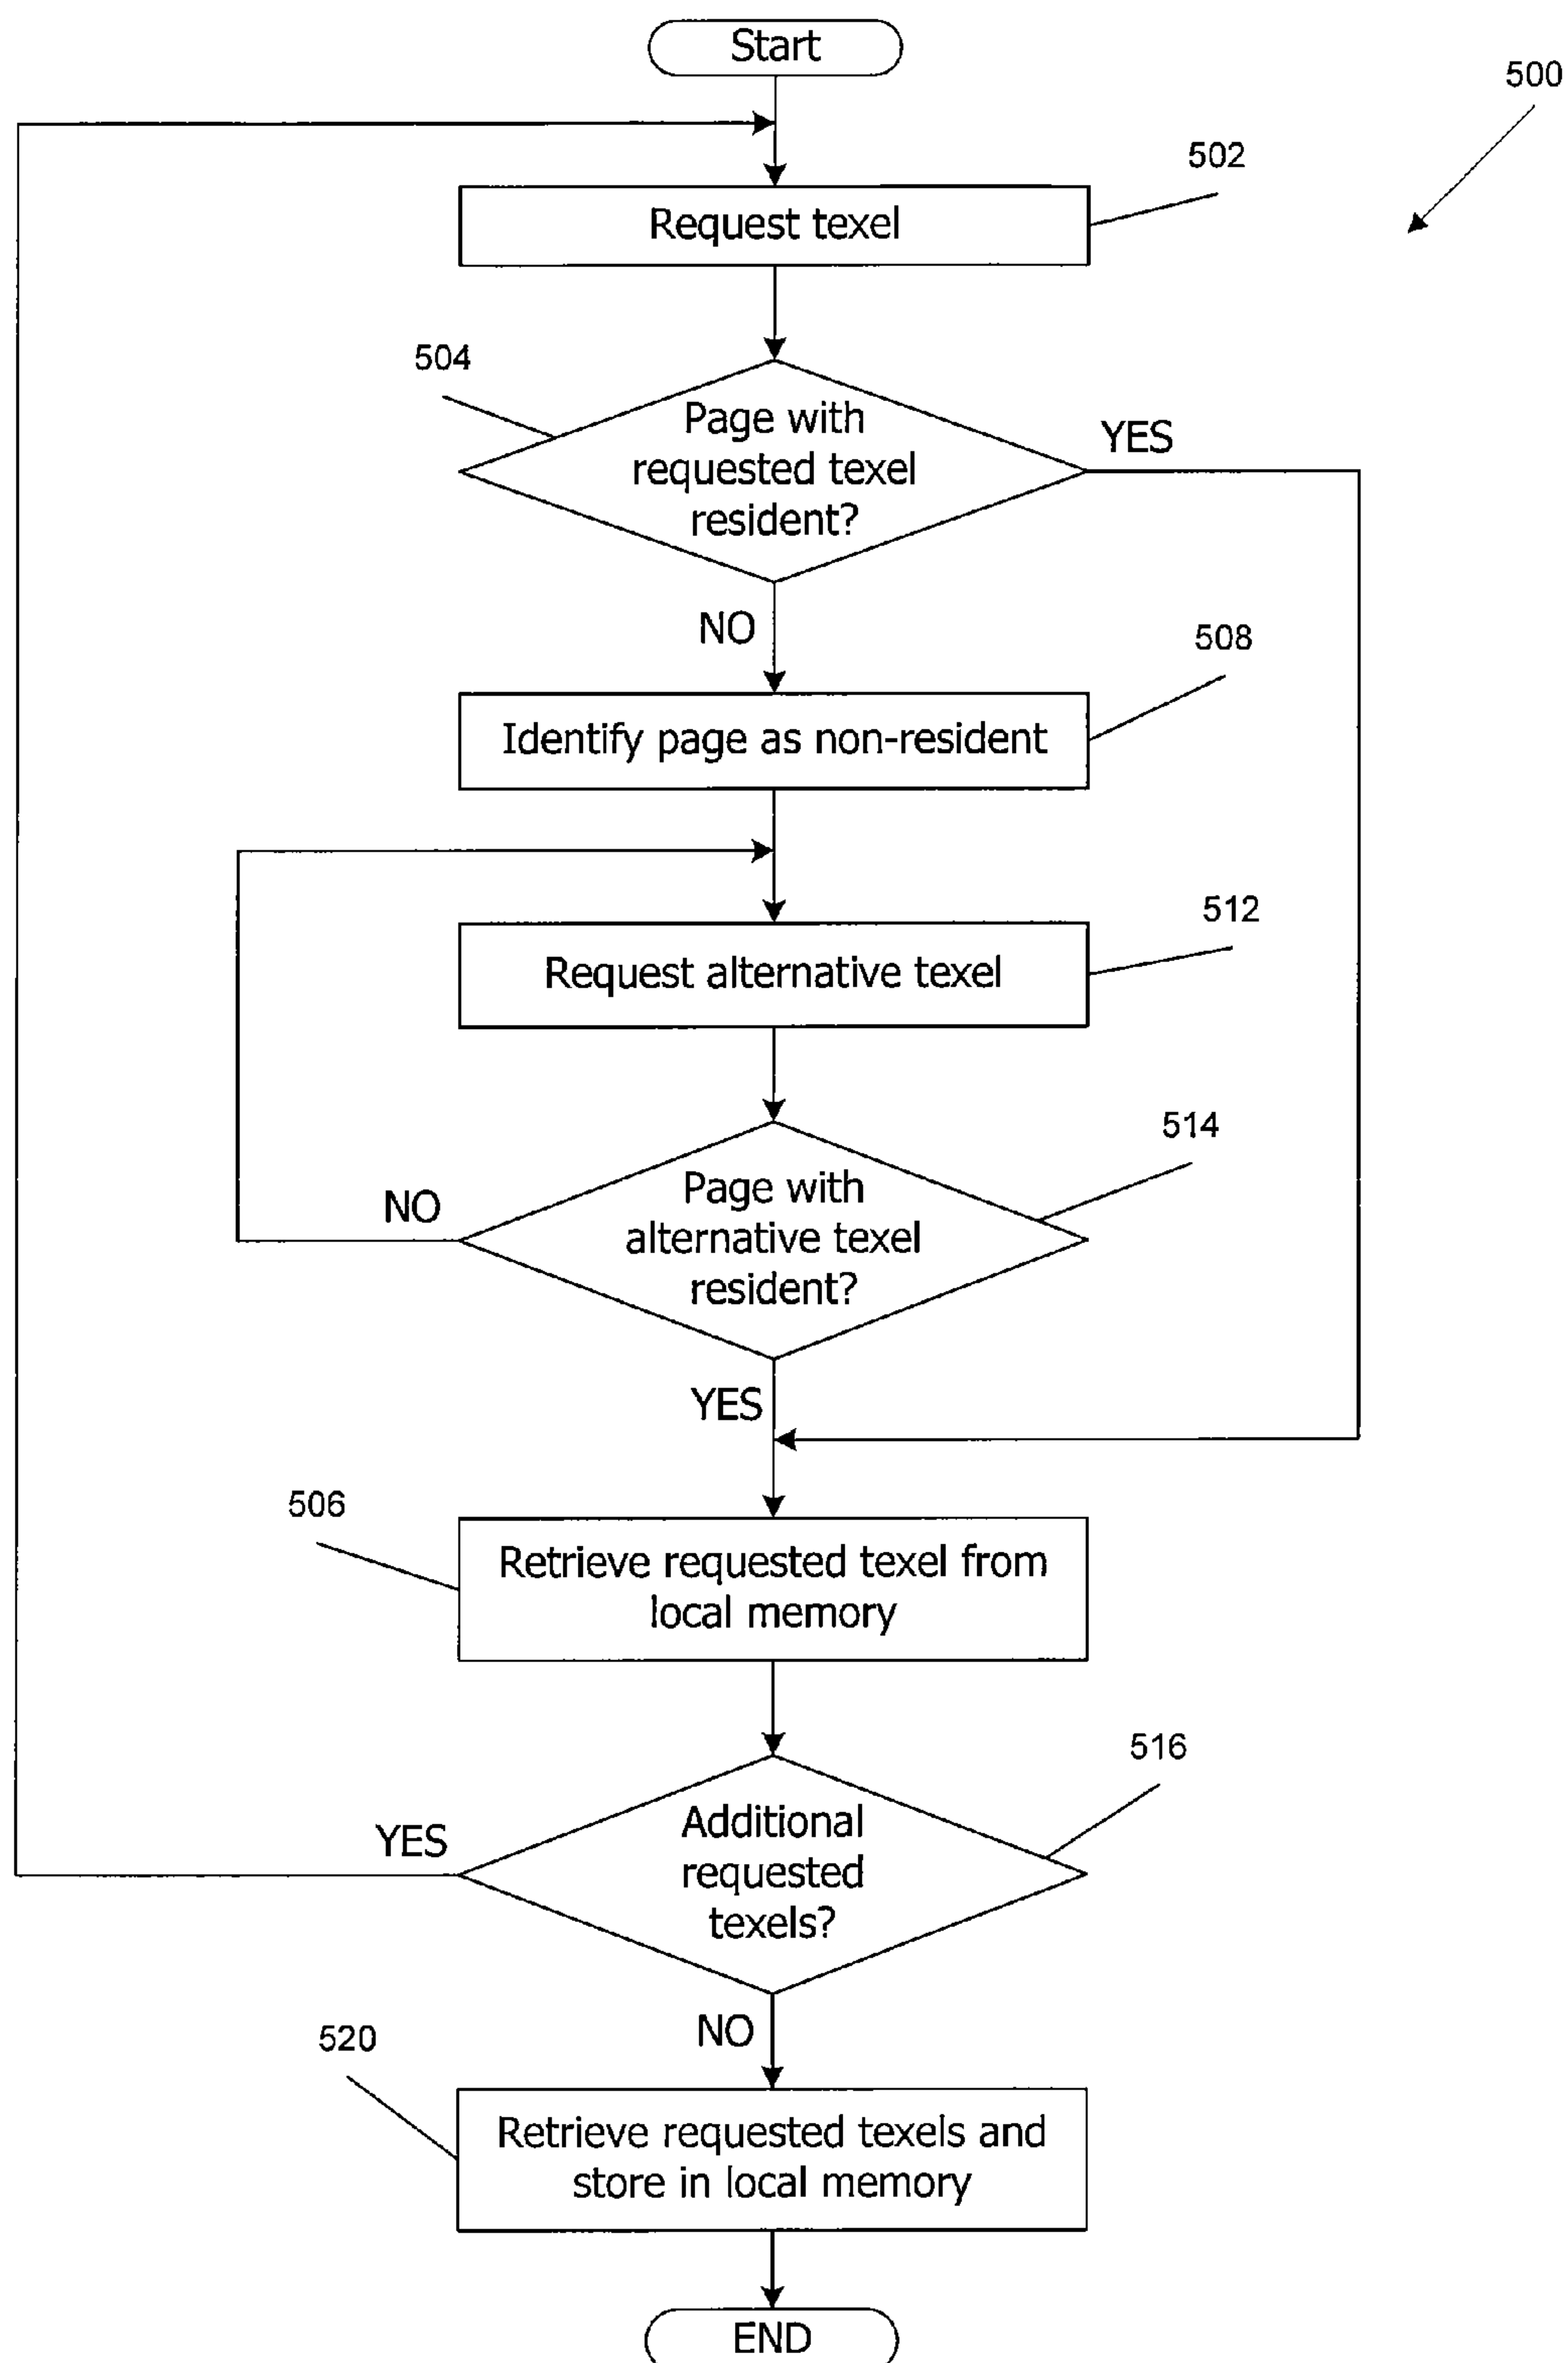 Start
500
502
Request texel
504
Page with
requested texel
resident?
YES
NO
508
Identify page as non-resident
512
Request alternative texel
514
Page with
alternative texel
resident?
NO
YES
506
Retrieve requested texel from
local memory
516
Additional
requested
texels?
YES
NO
520
Retrieve requested texels and
store in local memory
END